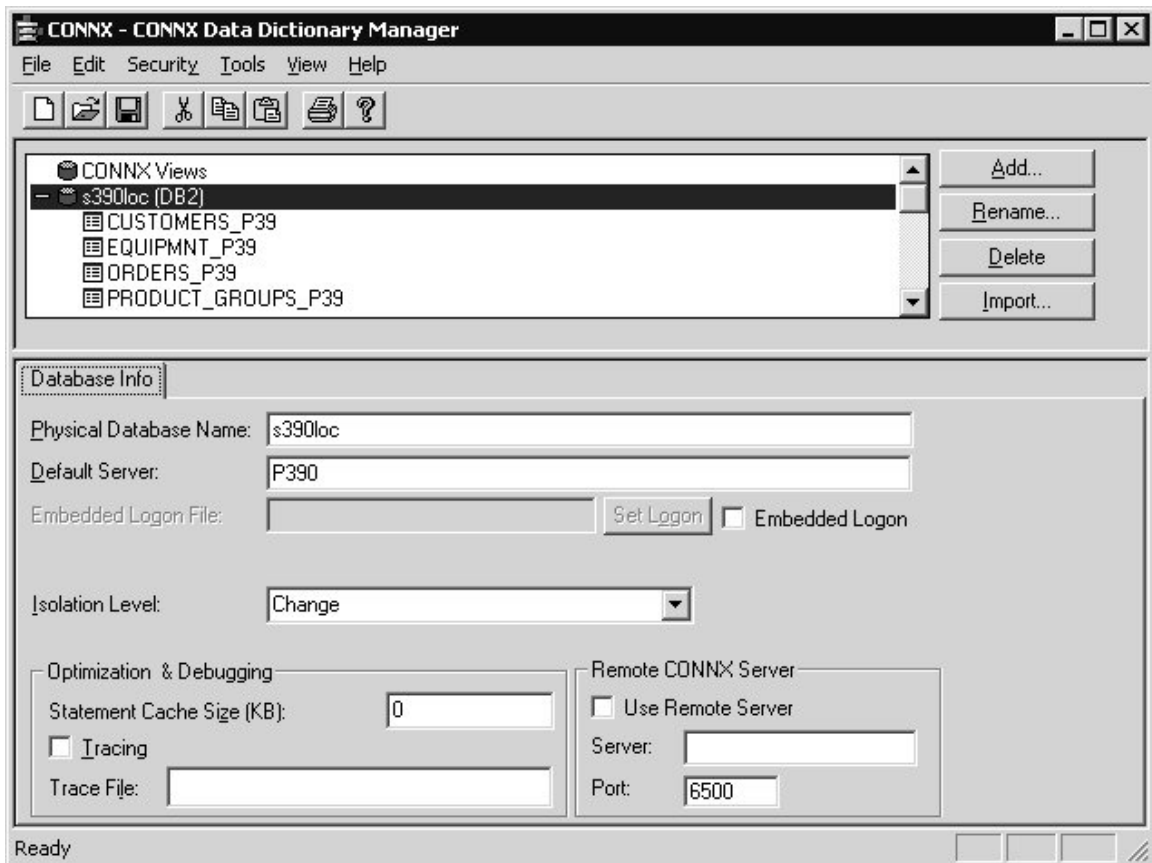 CONNX - CONNX Data Dictionary Manager
File Edit Security Tools View Help
CONNX Views
s390loc (DB2)
CUSTOMERS_P39
EQUIPMNT_P39
ORDERS_P39
PRODUCT_GROUPS_P39
Add...
Rename...
Delete
Import...
Database Info
Physical Database Name: s390loc
Default Server: P390
Embedded Logon File: Set Logon Embedded Logon
Isolation Level: Change
Optimization & Debugging
Statement Cache Size (KB): 0
Tracing
Trace File:
Remote CONNX Server
Use Remote Server
Server:
Port: 6500
Ready